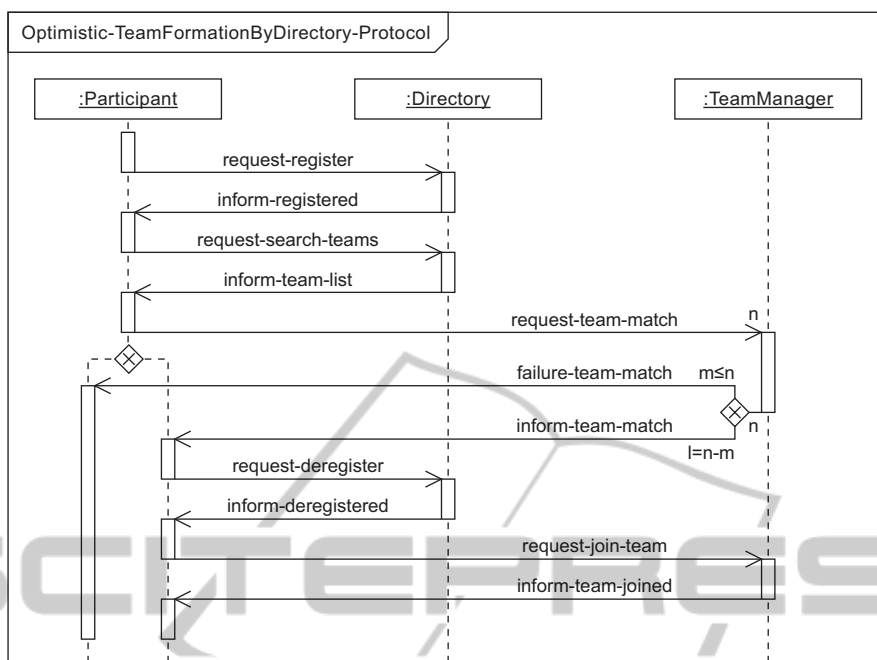 Optimistic-TeamFormationByDirectory-Protocol
:Participant
:Directory
:TeamManager
request-register
inform-registered
request-search-teams
inform-team-list
request-team-match n
failure-team-match m≤n
inform-team-match n
l=n-m
request-deregister
inform-deregistered
request-join-team
inform-team-joined
SCITEPRES